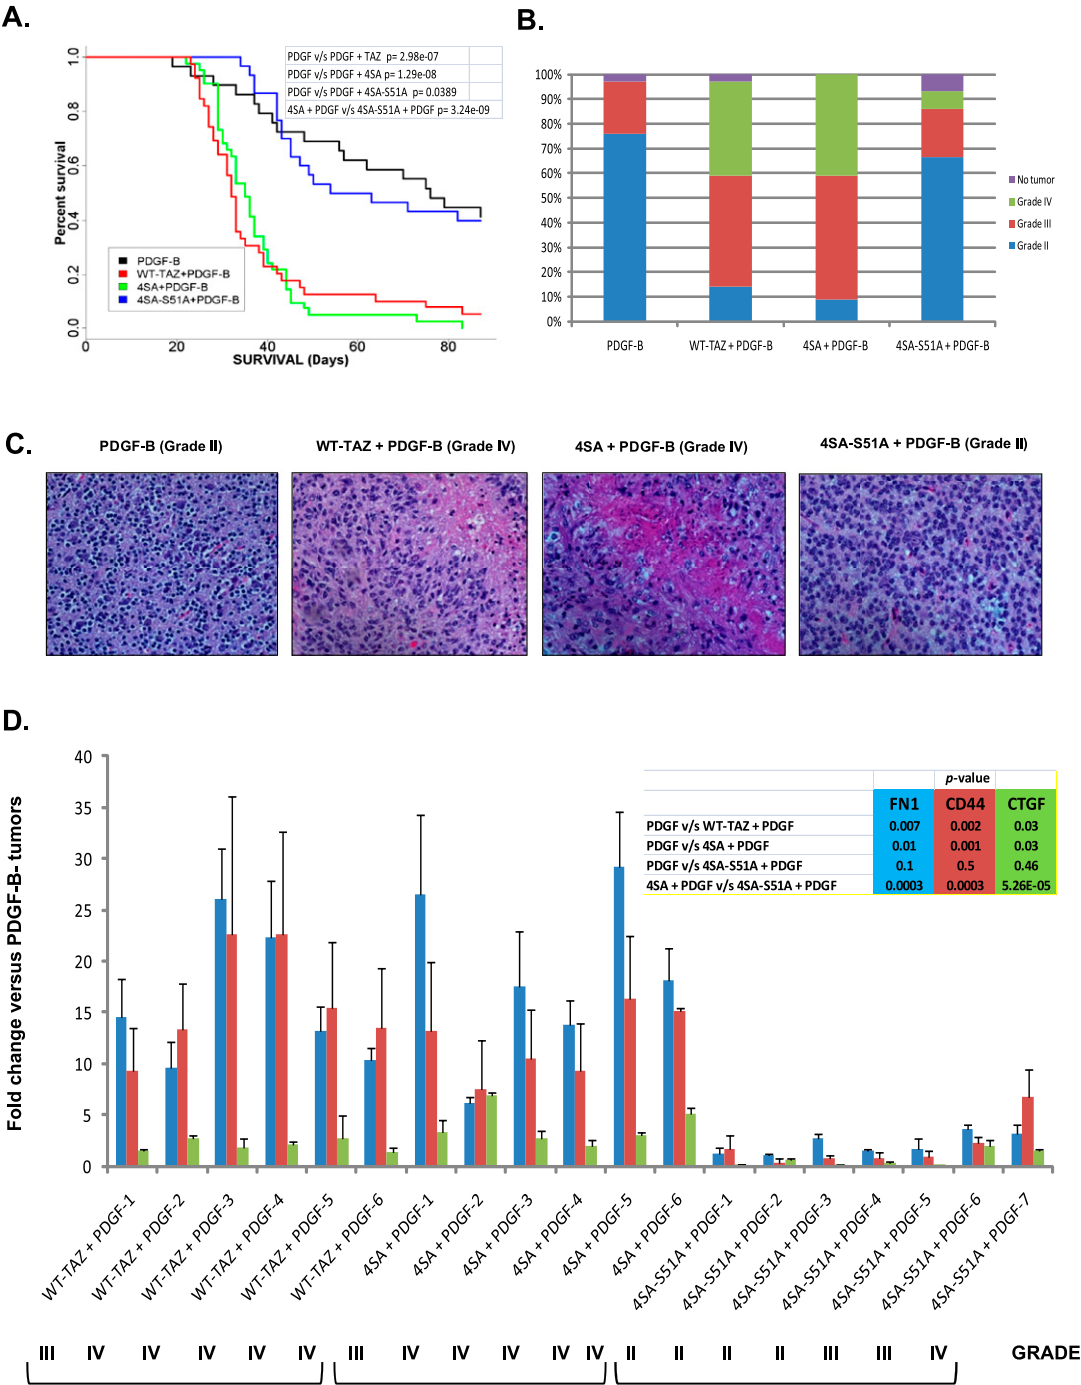 A.
PDGF v/s PDGF + TAZ p= 2.98e-07
PDGF v/s PDGF + 4SA p= 1.29e-08
PDGF v/s PDGF + 4SA-S51A p= 0.0389
4SA + PDGF v/s 4SA-S51A + PDGF p= 3.24e-09
Percent survival
1.0
0.8
0.6
0.4
0.2
0.0
PDGF-B
WT-TAZ+PDGF-B
4SA+PDGF-B
4SA-S51A+PDGF-B
0 20 40 60 80
SURVIVAL (Days)
B.
100%
90%
80%
70%
60%
50%
40%
30%
20%
10%
0%
PDGF-B WT-TAZ + PDGF-B 4SA + PDGF-B 4SA-S51A + PDGF-B
No tumor
Grade IV
Grade III
Grade II
C.
PDGF-B (Grade II) WT-TAZ + PDGF-B (Grade IV) 4SA + PDGF-B (Grade IV) 4SA-S51A + PDGF-B (Grade II)
D.
Fold change versus PDGF-B- tumors
40
35
30
25
20
15
10
5
0
p-value
FN1 CD44 CTGF
PDGF v/s WT-TAZ + PDGF 0.007 0.002 0.03
PDGF v/s 4SA + PDGF 0.01 0.001 0.03
PDGF v/s 4SA-S51A + PDGF 0.1 0.5 0.46
4SA + PDGF v/s 4SA-S51A + PDGF 0.0003 0.0003 5.26E-05
WT-TAZ + PDGF-1
WT-TAZ + PDGF-2
WT-TAZ + PDGF-3
WT-TAZ + PDGF-4
WT-TAZ + PDGF-5
WT-TAZ + PDGF-6
4SA + PDGF-1
4SA + PDGF-2
4SA + PDGF-3
4SA + PDGF-4
4SA + PDGF-5
4SA + PDGF-6
4SA-S51A + PDGF-1
4SA-S51A + PDGF-2
4SA-S51A + PDGF-3
4SA-S51A + PDGF-4
4SA-S51A + PDGF-5
4SA-S51A + PDGF-6
4SA-S51A + PDGF-7
III IV IV IV IV IV III IV IV IV IV IV II II II II III III IV GRADE